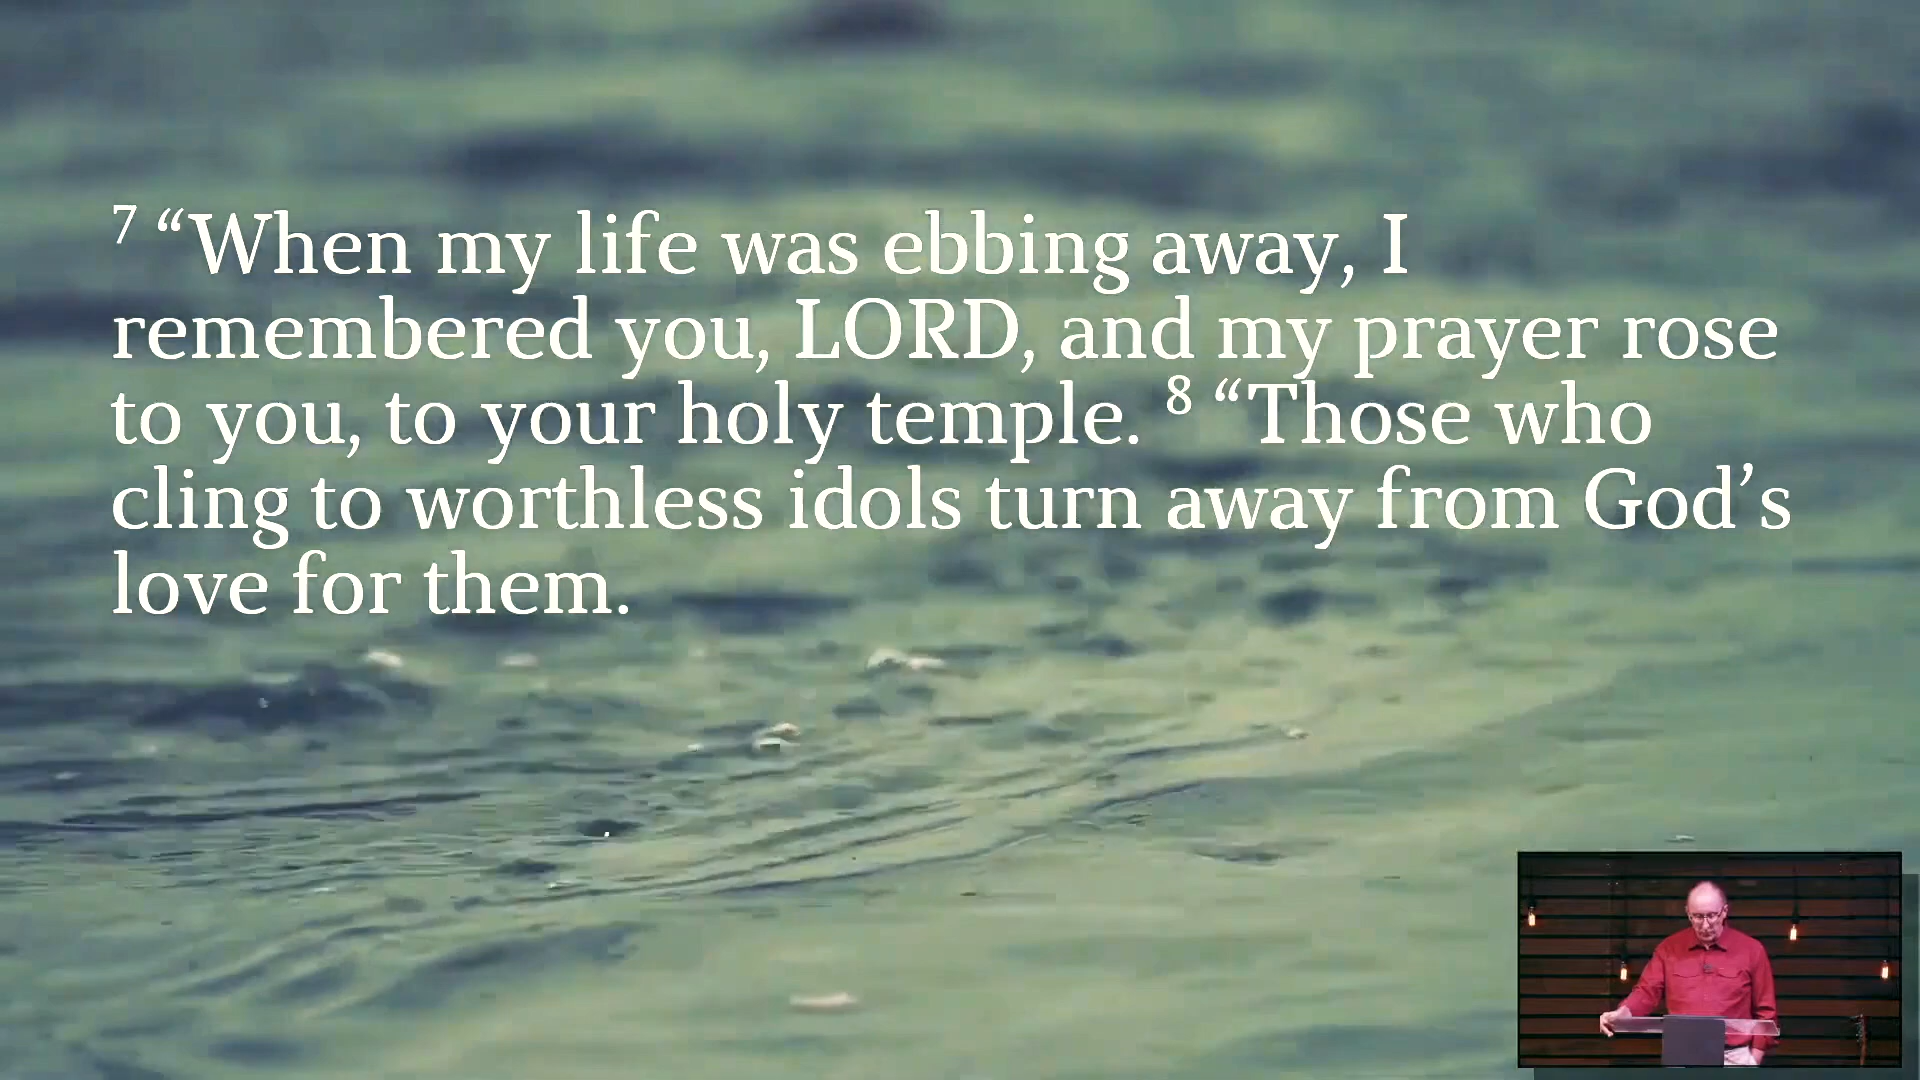 7 “When my life was ebbing away, I
remembered you, LORD, and my prayer rose
to you, to your holy temple. 8 “Those who
cling to worthless idols turn away from God’s
love for them.